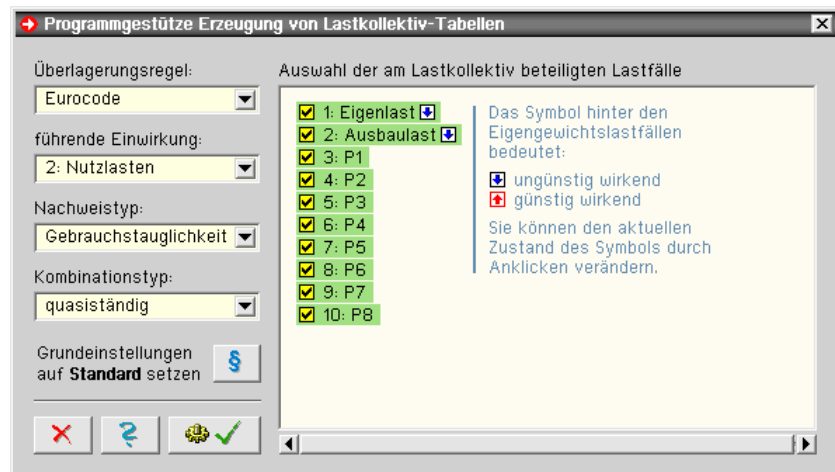 Programmgestütze Erzeugung von Lastkollektiv-Tabellen
Überlagerungsregel:
Eurocode
führende Einwirkung:
2: Nutzlasten
Nachweistyp:
Gebrauchstauglichkeit
Kombinationstyp:
quasiständig
Grundeinstellungen
auf Standard setzen
§
Auswahl der am Lastkollektiv beteiligten Lastfälle
1: Eigenlast
2: Ausbaulast
3: P1
4: P2
5: P3
6: P4
7: P5
8: P6
9: P7
10: P8
Das Symbol hinter den
Eigengewichtslastfällen
bedeutet:
ungünstig wirkend
günstig wirkend
Sie können den aktuellen
Zustand des Symbols durch
Anklicken verändern.